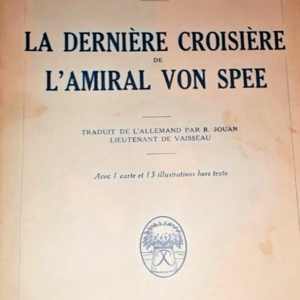 LA DERNIÈRE CROISIÈRE
DE
L'AMIRAL VON SPEE
TRADUIT DE L'ALLEMAND PAR R. JOUAN
LIEUTENANT DE VAISSEAU
Avec 1 carte et 13 illustrations hors texte